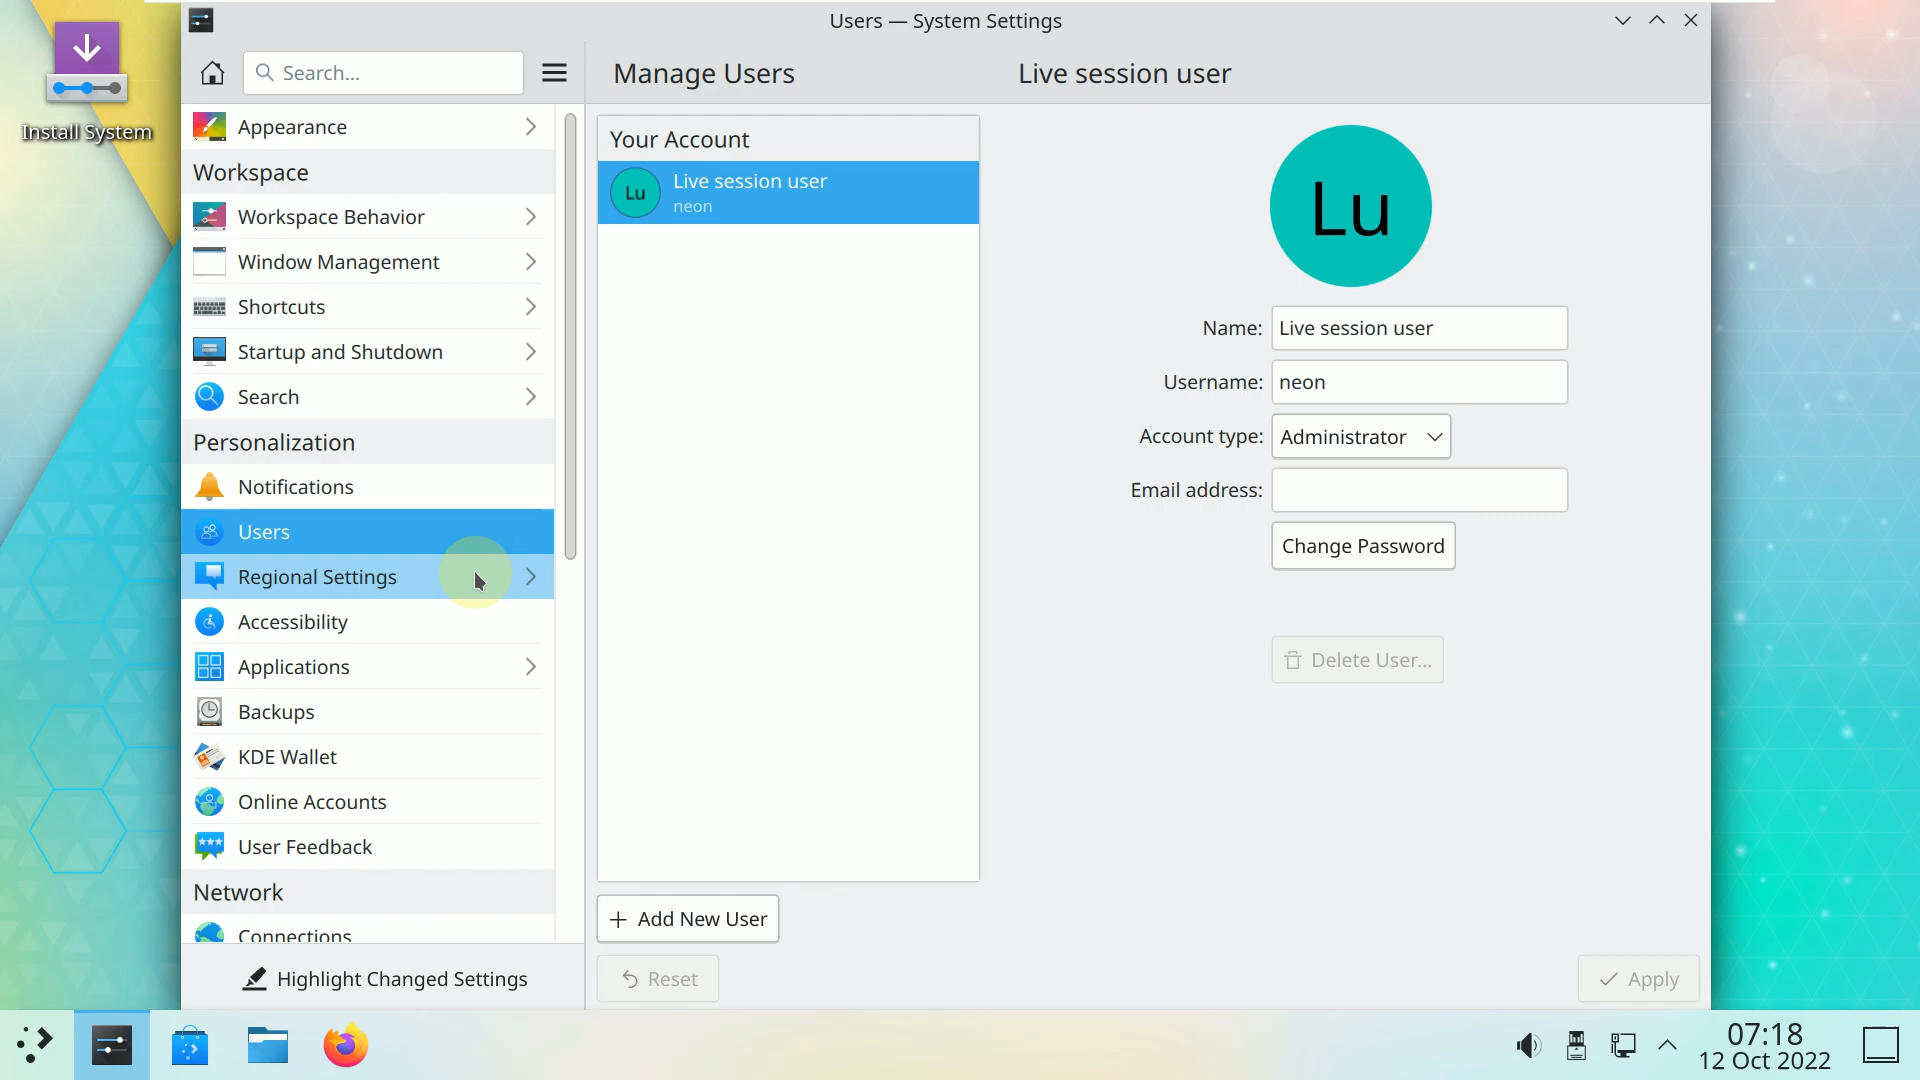 Users — System Settings
Install System
Search...
Manage Users
Live session user
Appearance
Workspace
Workspace Behavior
Window Management
Shortcuts
Startup and Shutdown
Search
Personalization
Notifications
Users
Regional Settings
Accessibility
Applications
Backups
KDE Wallet
Online Accounts
User Feedback
Network
Connections
Highlight Changed Settings
Your Account
Lu
Live session user
neon
Add New User
Reset
Lu
Name: Live session user
Username: neon
Account type: Administrator
Email address:
Change Password
Delete User...
Apply
07:18
12 Oct 2022